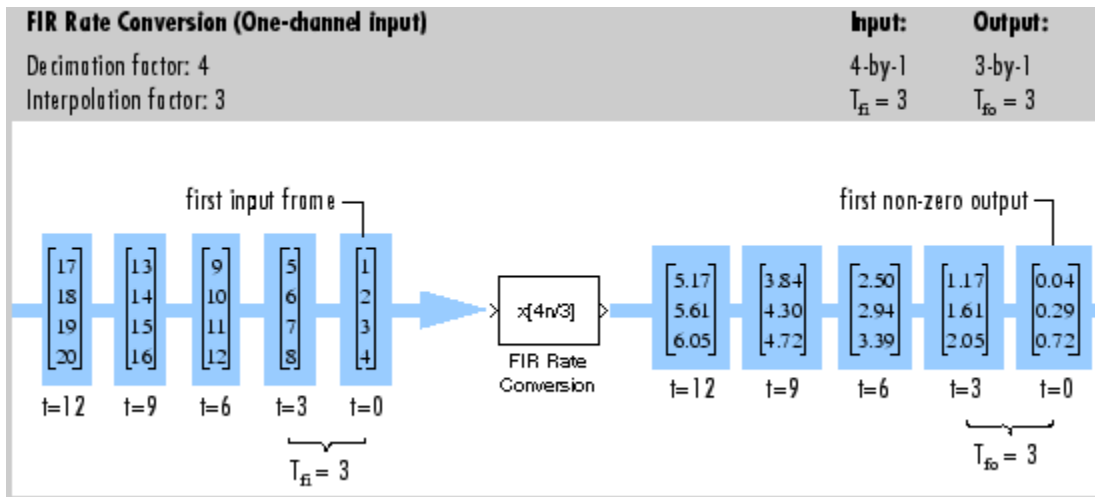 FIR Rate Conversion (One-channel input) Input: Output:
Decimation factor: 4 4-by-1 3-by-1
Interpolation factor: 3 T_fi = 3 T_fo = 3
first input frame first non-zero output
17 13 9 5 1 5.17 3.84 2.50 1.17 0.04
18 14 10 6 2 5.61 4.30 2.94 1.61 0.29
19 15 11 7 3 6.05 4.72 3.39 2.05 0.72
20 16 12 8 4
x[4n/3]
FIR Rate
Conversion
t=12 t=9 t=6 t=3 t=0 t=12 t=9 t=6 t=3 t=0
T_fi = 3 T_fo = 3